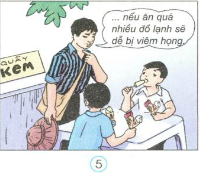 ... nếu ăn quá
nhiều đồ lạnh sẽ
dễ bị viêm họng.
QUẦY
KEM
5